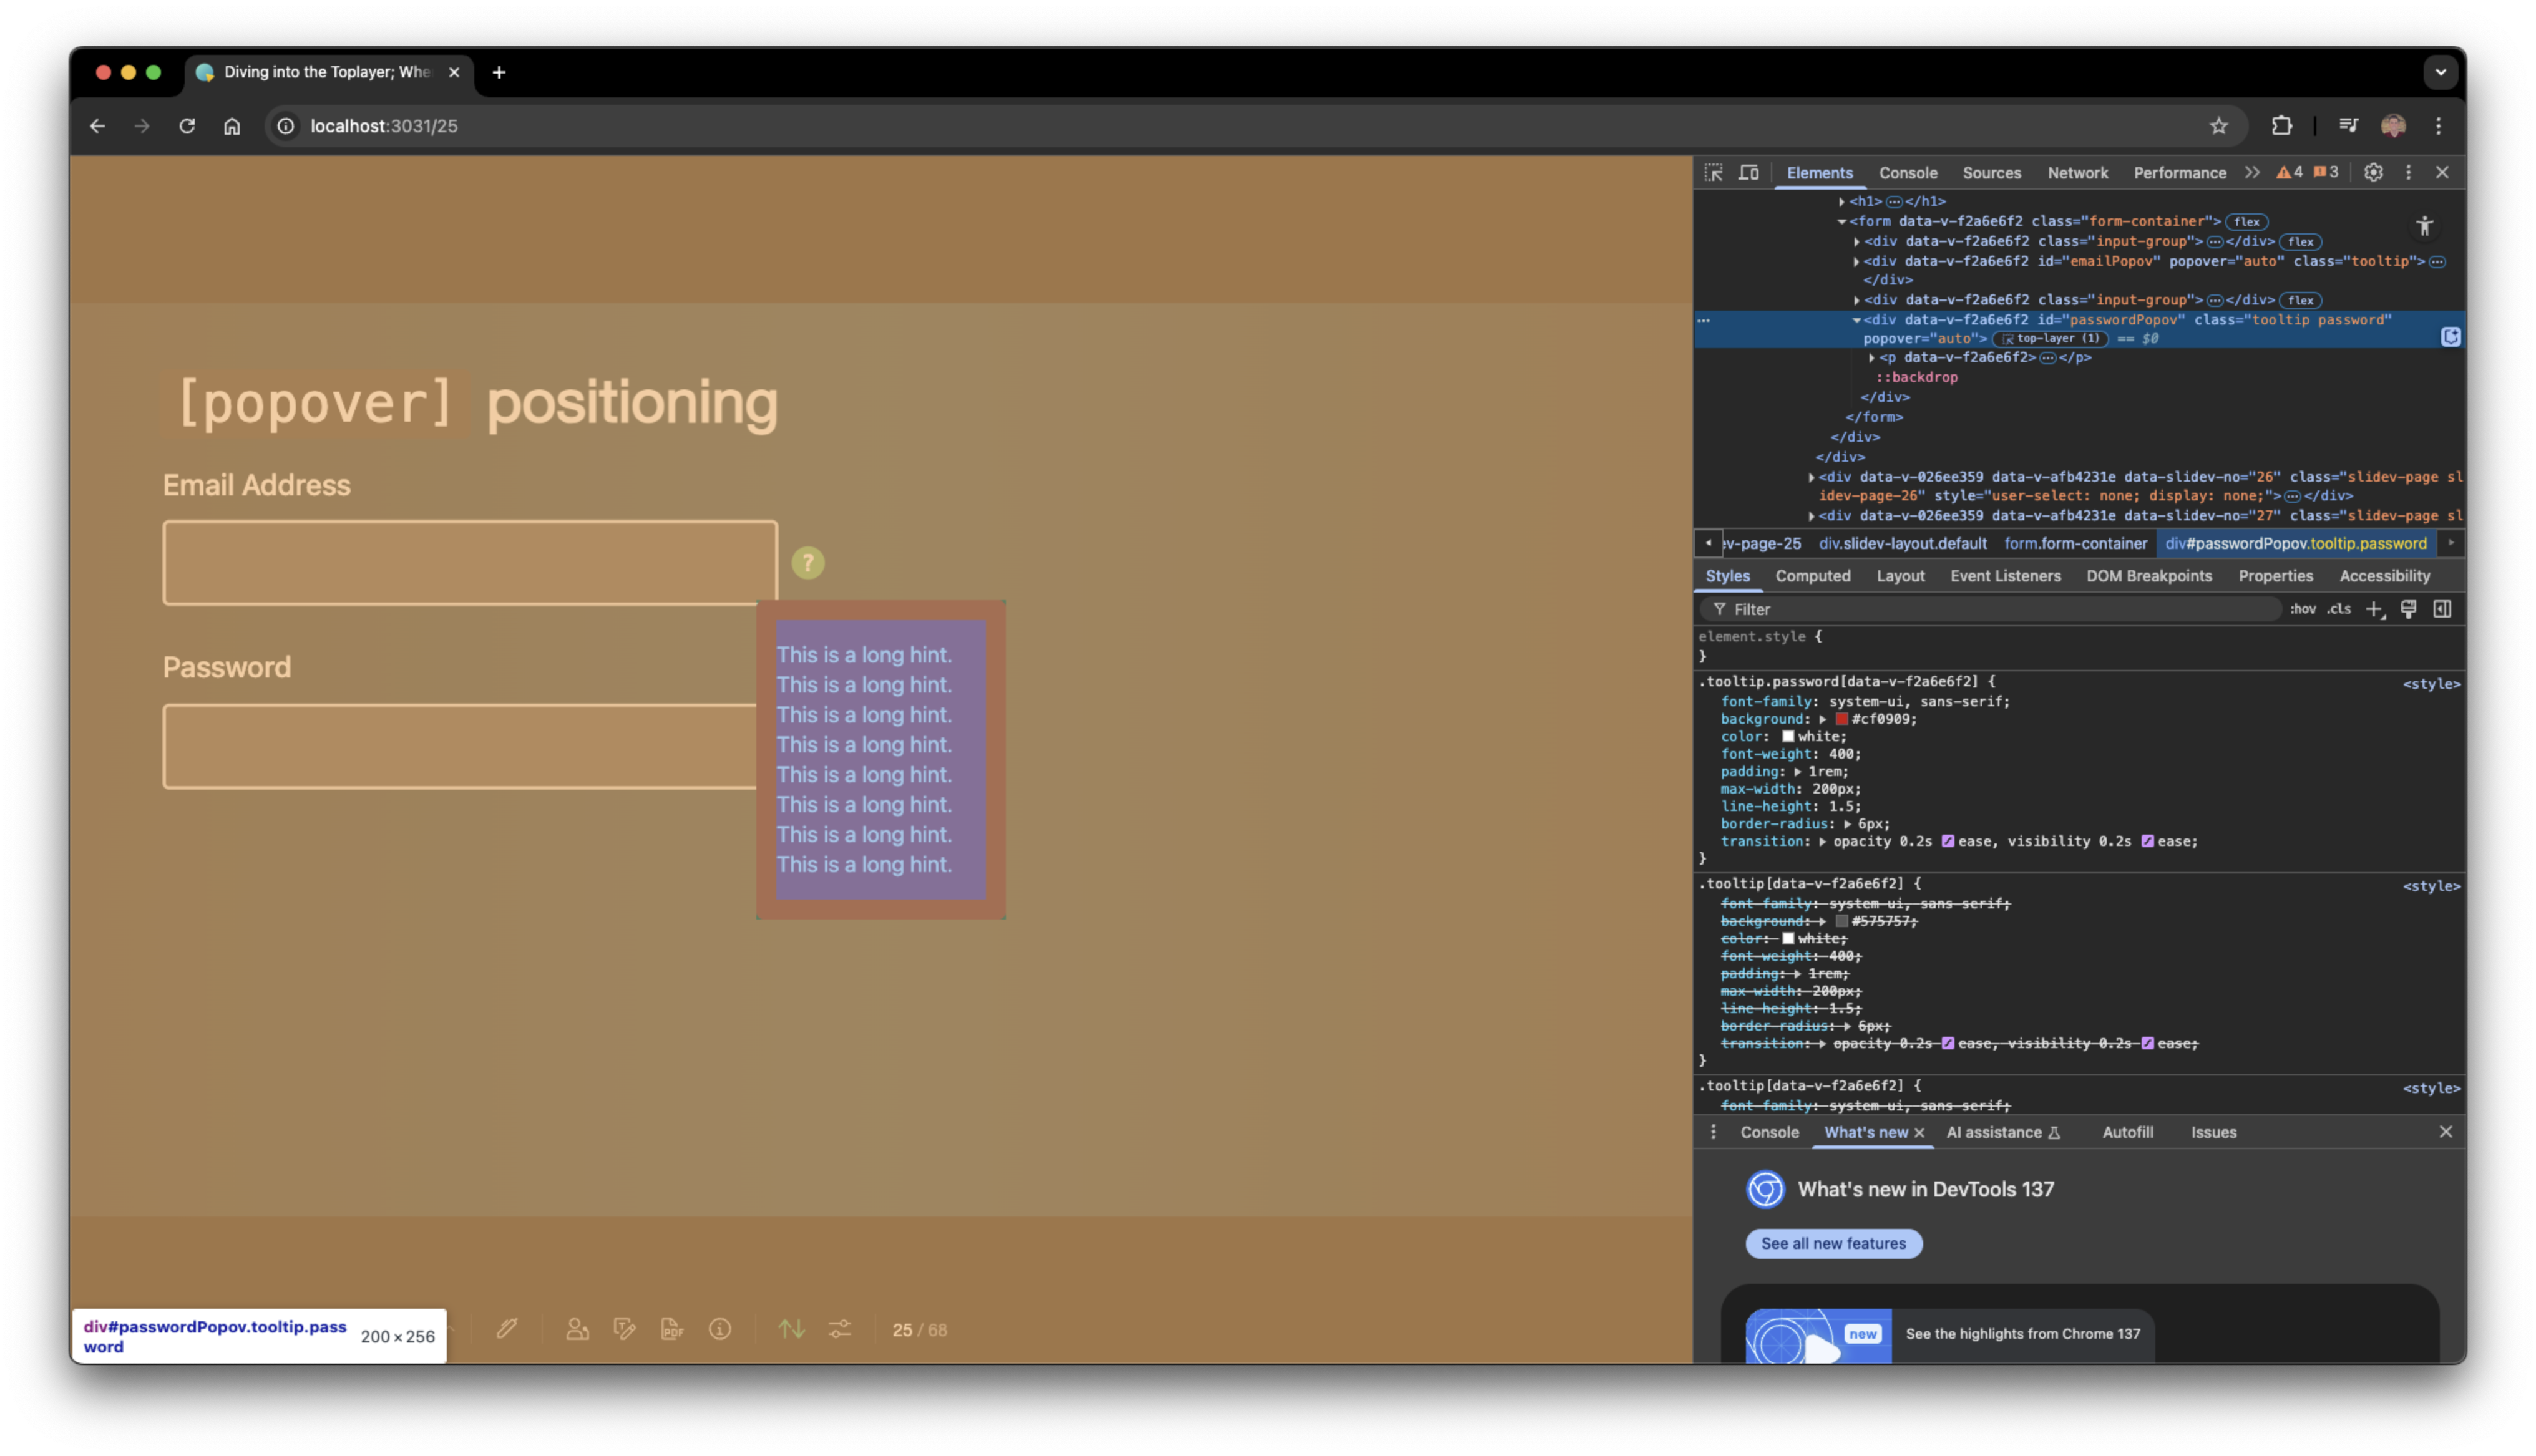 Diving into the Toplayer; Whe
localhost:3031/25
[popover] positioning
Email Address
?
Password
This is a long hint.
This is a long hint.
This is a long hint.
This is a long hint.
This is a long hint.
This is a long hint.
This is a long hint.
This is a long hint.
div#passwordPopov.tooltip.pass
word
200 × 256
PDF
25 / 68
Elements Console Sources Network Performance 4 3
<h1> </h1>
<form data-v-f2a6e6f2 class="form-container"> flex
<div data-v-f2a6e6f2 class="input-group"> </div> flex
<div data-v-f2a6e6f2 id="emailPopov" popover="auto" class="tooltip">
</div>
<div data-v-f2a6e6f2 class="input-group"> </div> flex
<div data-v-f2a6e6f2 id="passwordPopov" class="tooltip password"
popover="auto"> top-layer (1) == $0
<p data-v-f2a6e6f2> </p>
::backdrop
</div>
</form>
</div>
</div>
<div data-v-026ee359 data-v-afb4231e data-slidev-no="26" class="slidev-page sl
idev-page-26" style="user-select: none; display: none;"> </div>
<div data-v-026ee359 data-v-afb4231e data-slidev-no="27" class="slidev-page sl
ev-page-25 div.slidev-layout.default form.form-container div#passwordPopov.tooltip.password
Styles Computed Layout Event Listeners DOM Breakpoints Properties Accessibility
Filter :hov .cls
element.style {
}
.tooltip.password[data-v-f2a6e6f2] { <style>
font-family: system-ui, sans-serif;
background: #cf0909;
color: white;
font-weight: 400;
padding: 1rem;
max-width: 200px;
line-height: 1.5;
border-radius: 6px;
transition: opacity 0.2s ease, visibility 0.2s ease;
}
.tooltip[data-v-f2a6e6f2] { <style>
font-family: system-ui, sans-serif;
background: #575757;
color: white;
font-weight: 400;
padding: 1rem;
max-width: 200px;
line-height: 1.5;
border-radius: 6px;
transition: opacity 0.2s ease, visibility 0.2s ease;
}
.tooltip[data-v-f2a6e6f2] { <style>
font-family: system-ui, sans-serif;
Console What's new AI assistance Autofill Issues
What's new in DevTools 137
See all new features
new See the highlights from Chrome 137